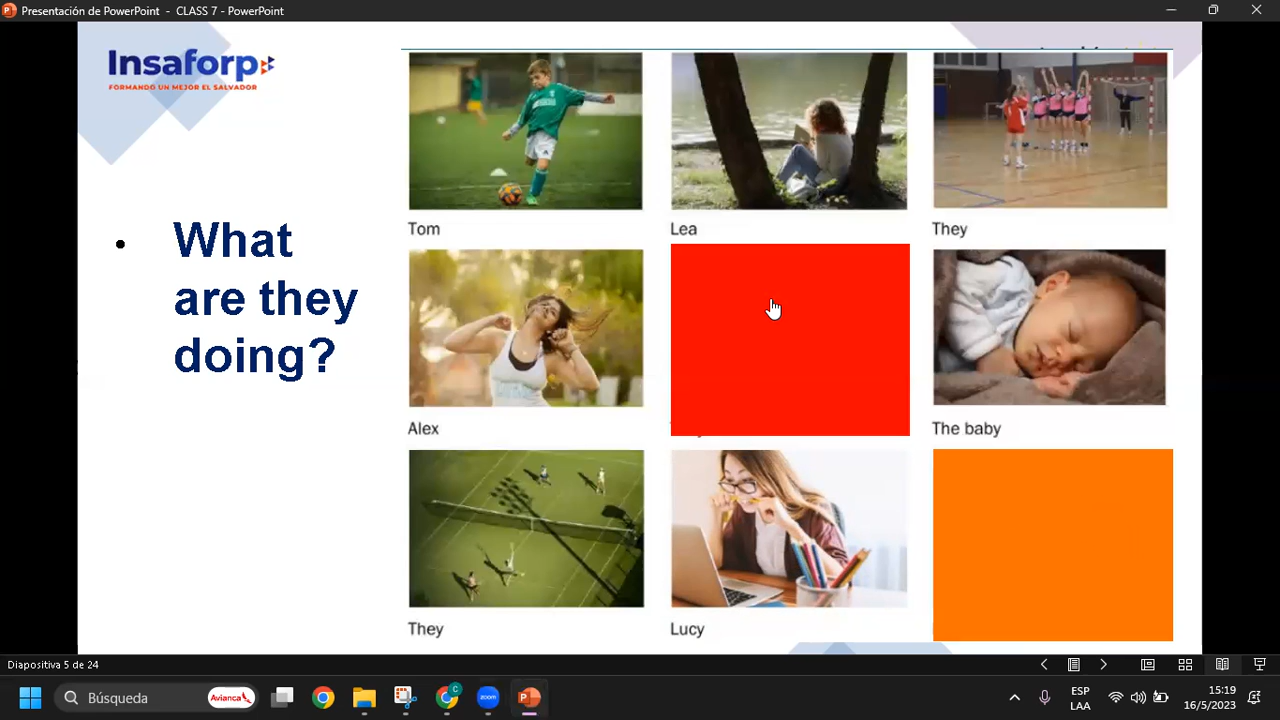 Presentación de PowerPoint - CLASS 7 - PowerPoint
Insaforp
FORMANDO UN MEJOR EL SALVADOR
• What
are they
doing?
Tom
Lea
They
Alex
The baby
They
Lucy
Diapositiva 5 de 24
Búsqueda
Avianca
zoom
ESP
LAA
15:19
16/5/2023